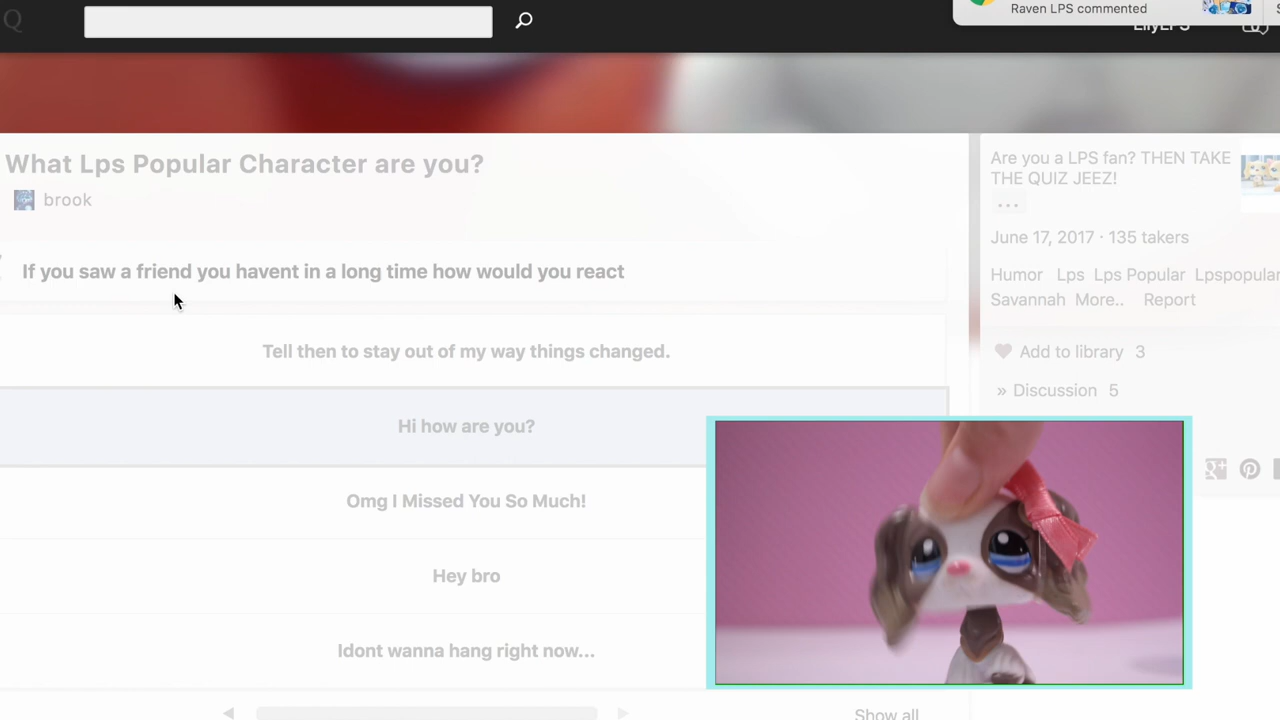 Q
Raven LPS commented
LilyLPS
What Lps Popular Character are you?
brook
If you saw a friend you havent in a long time how would you react
Tell then to stay out of my way things changed.
Hi how are you?
Omg I Missed You So Much!
Hey bro
Idont wanna hang right now...
Show all
Are you a LPS fan? THEN TAKE
THE QUIZ JEEZ!
...
June 17, 2017 · 135 takers
Humor Lps Lps Popular Lpspopular
Savannah More.. Report
Add to library 3
» Discussion 5
g+